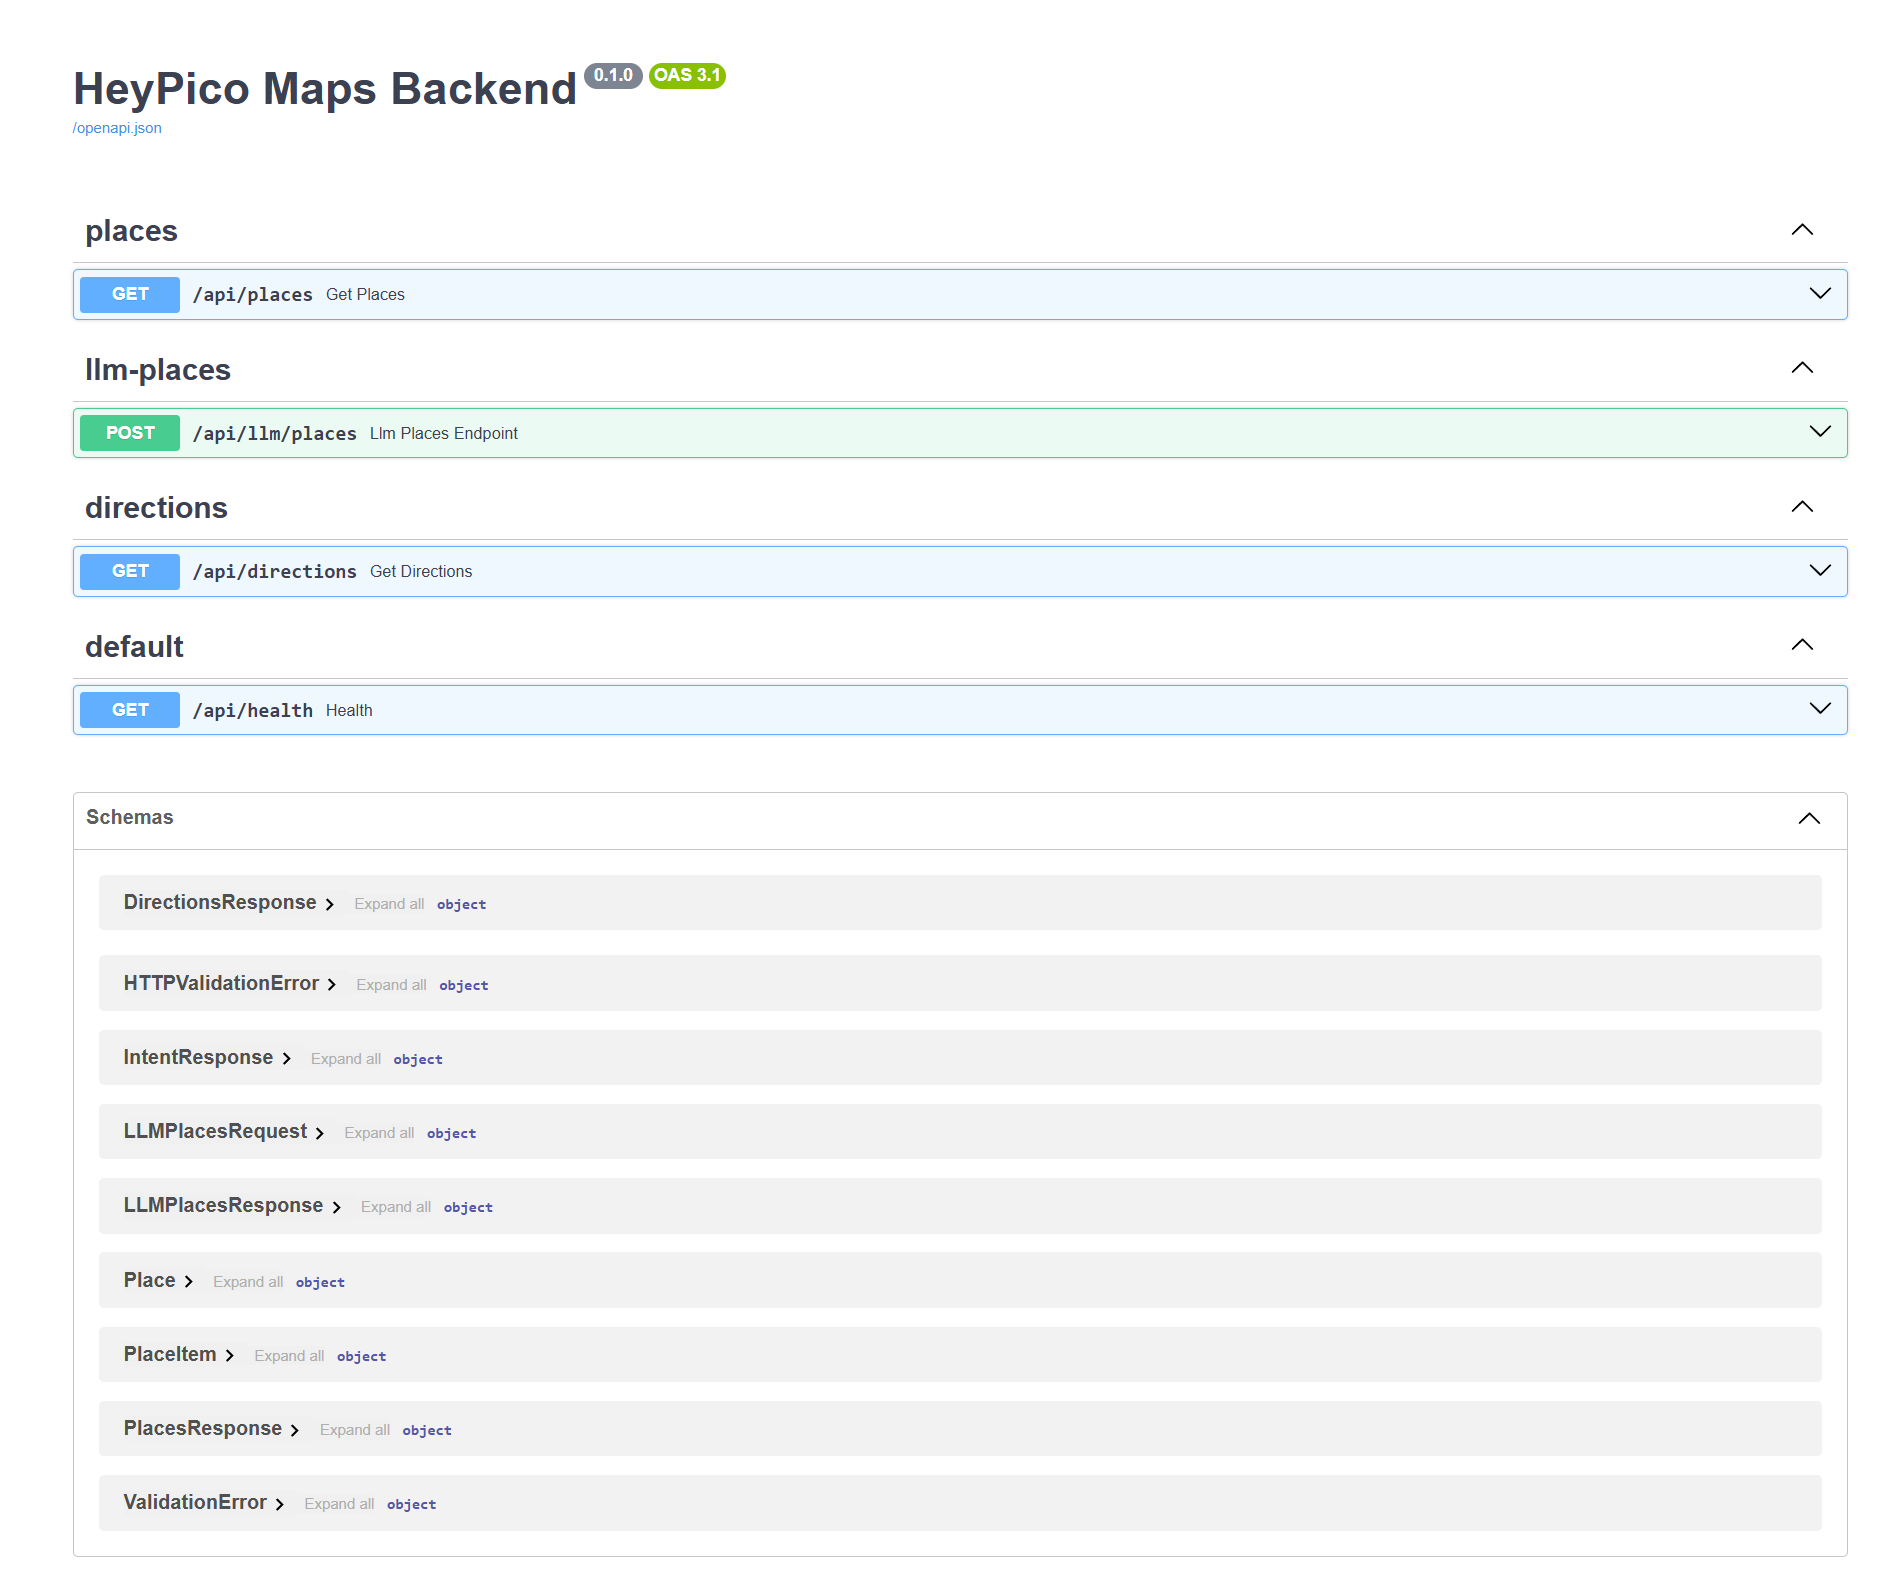 HeyPico Maps Backend 0.1.0 OAS 3.1
/openapi.json
places
GET /api/places Get Places
llm-places
POST /api/llm/places Llm Places Endpoint
directions
GET /api/directions Get Directions
default
GET /api/health Health
Schemas
DirectionsResponse Expand all object
HTTPValidationError Expand all object
IntentResponse Expand all object
LLMPlacesRequest Expand all object
LLMPlacesResponse Expand all object
Place Expand all object
PlaceItem Expand all object
PlacesResponse Expand all object
ValidationError Expand all object